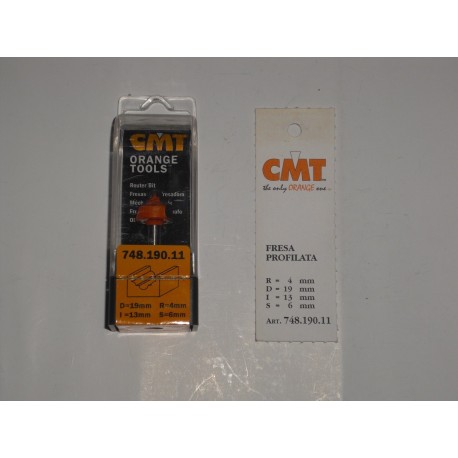 CMT
ORANGE
TOOLS
Router Bit
Fresas
748.190.11
D=19mm R=4mm
I=13mm S=6mm
CMT
the only ORANGE one
FRESA
PROFILATA
R = 4 mm
D = 19 mm
I = 13 mm
S = 6 mm
ART. 748.190.11